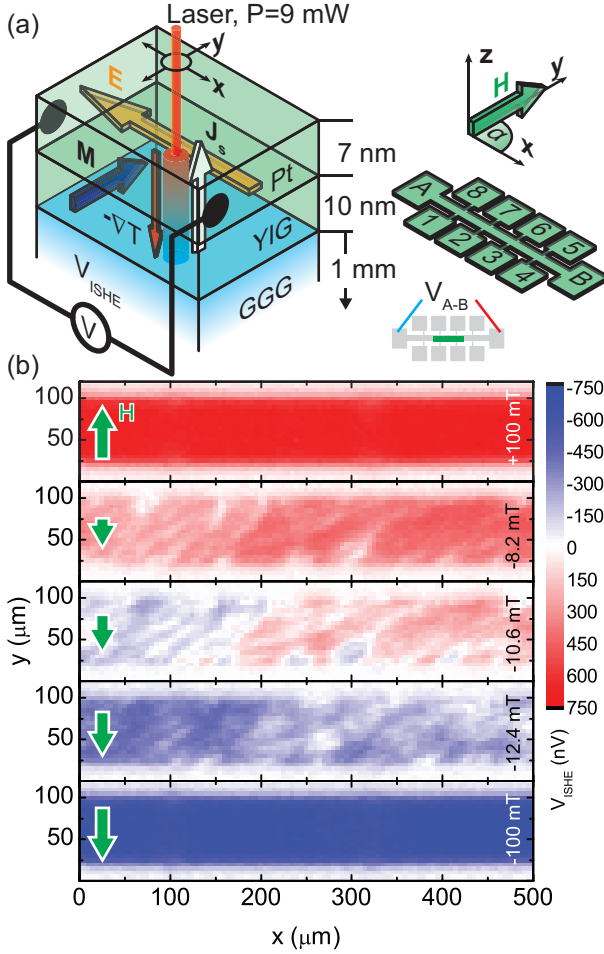 (a)
Laser, P=9 mW
y
x
E
J_s
M
Pt
-∇T
YIG
GGG
V_ISHE
V
7 nm
10 nm
1 mm
z
y
H
α
x
A
8
7
6
5
1
2
3
4
B
V_A-B
(b)
100
50
H
+100 mT
100
50
-8.2 mT
100
50
-10.6 mT
100
50
-12.4 mT
100
50
-100 mT
y (μm)
0
100
200
300
400
500
x (μm)
-750
-600
-450
-300
-150
0
150
300
450
600
750
V_ISHE (nV)